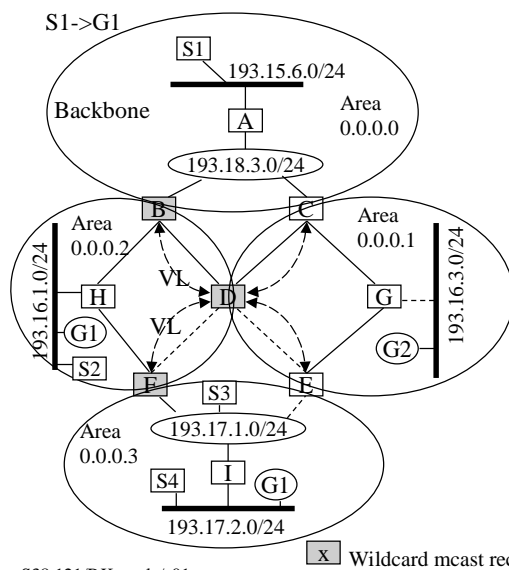 S1->G1
S1
193.15.6.0/24
Backbone
A
Area
0.0.0.0
193.18.3.0/24
B
C
Area
0.0.0.2
Area
0.0.0.1
193.16.1.0/24
193.16.3.0/24
VL
H
D
G
VL
G1
G2
S2
F
E
S3
Area
0.0.0.3
193.17.1.0/24
I
S4
G1
193.17.2.0/24
x Wildcard mcast rec